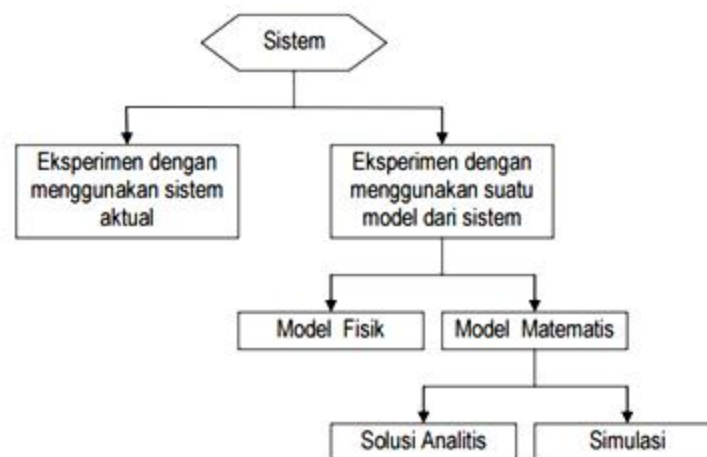 Sistem
Eksperimen dengan
menggunakan sistem
aktual
Eksperimen dengan
menggunakan suatu
model dari sistem
Model Fisik
Model Matematis
Solusi Analitis
Simulasi